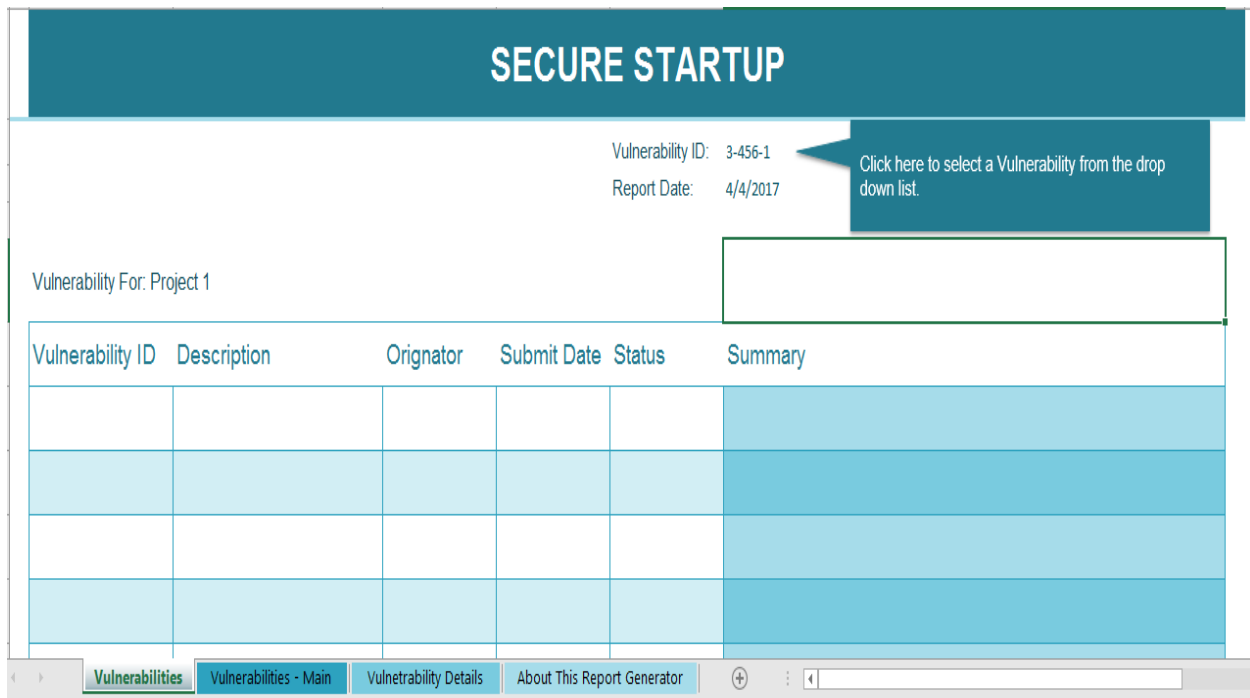 SECURE STARTUP
Vulnerability ID: 3-456-1
Click here to select a Vulnerability from the drop
down list.
Report Date: 4/4/2017
Vulnerability For: Project 1
Vulnerability ID Description Orignator Submit Date Status Summary
Vulnerabilities Vulnerabilities - Main Vulnetrability Details About This Report Generator